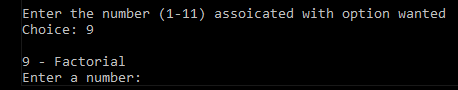 Enter the number (1-11) assoicated with option wanted
Choice: 9
9 - Factorial
Enter a number: